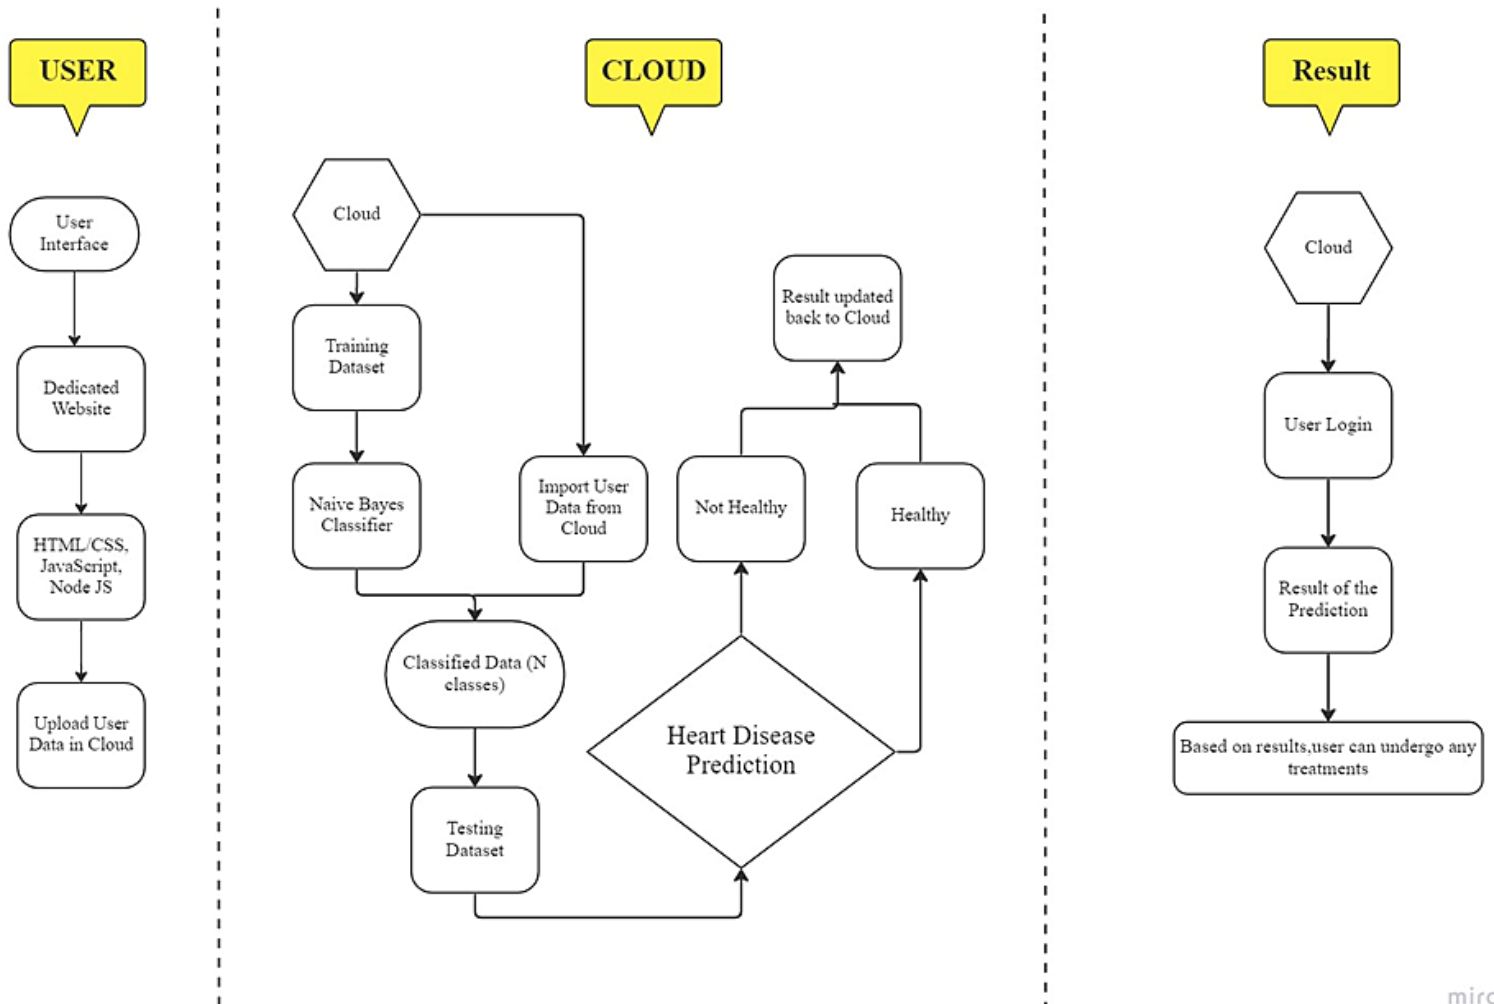 USER
User
Interface
Dedicated
Website
HTML/CSS,
JavaScript,
Node JS
Upload User
Data in Cloud
CLOUD
Cloud
Training
Dataset
Naive Bayes
Classifier
Import User
Data from
Cloud
Classified Data (N
classes)
Testing
Dataset
Heart Disease
Prediction
Not Healthy
Healthy
Result updated
back to Cloud
Result
Cloud
User Login
Result of the
Prediction
Based on results,user can undergo any
treatments